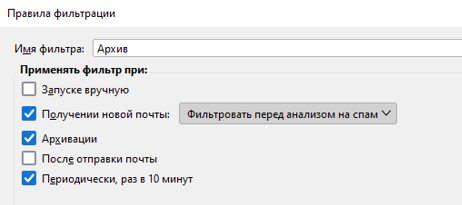 Правила фильтрации
Имя фильтра: Архив
Применять фильтр при:
Запуске вручную
Получении новой почты: Фильтровать перед анализом на спам
Архивации
После отправки почты
Периодически, раз в 10 минут